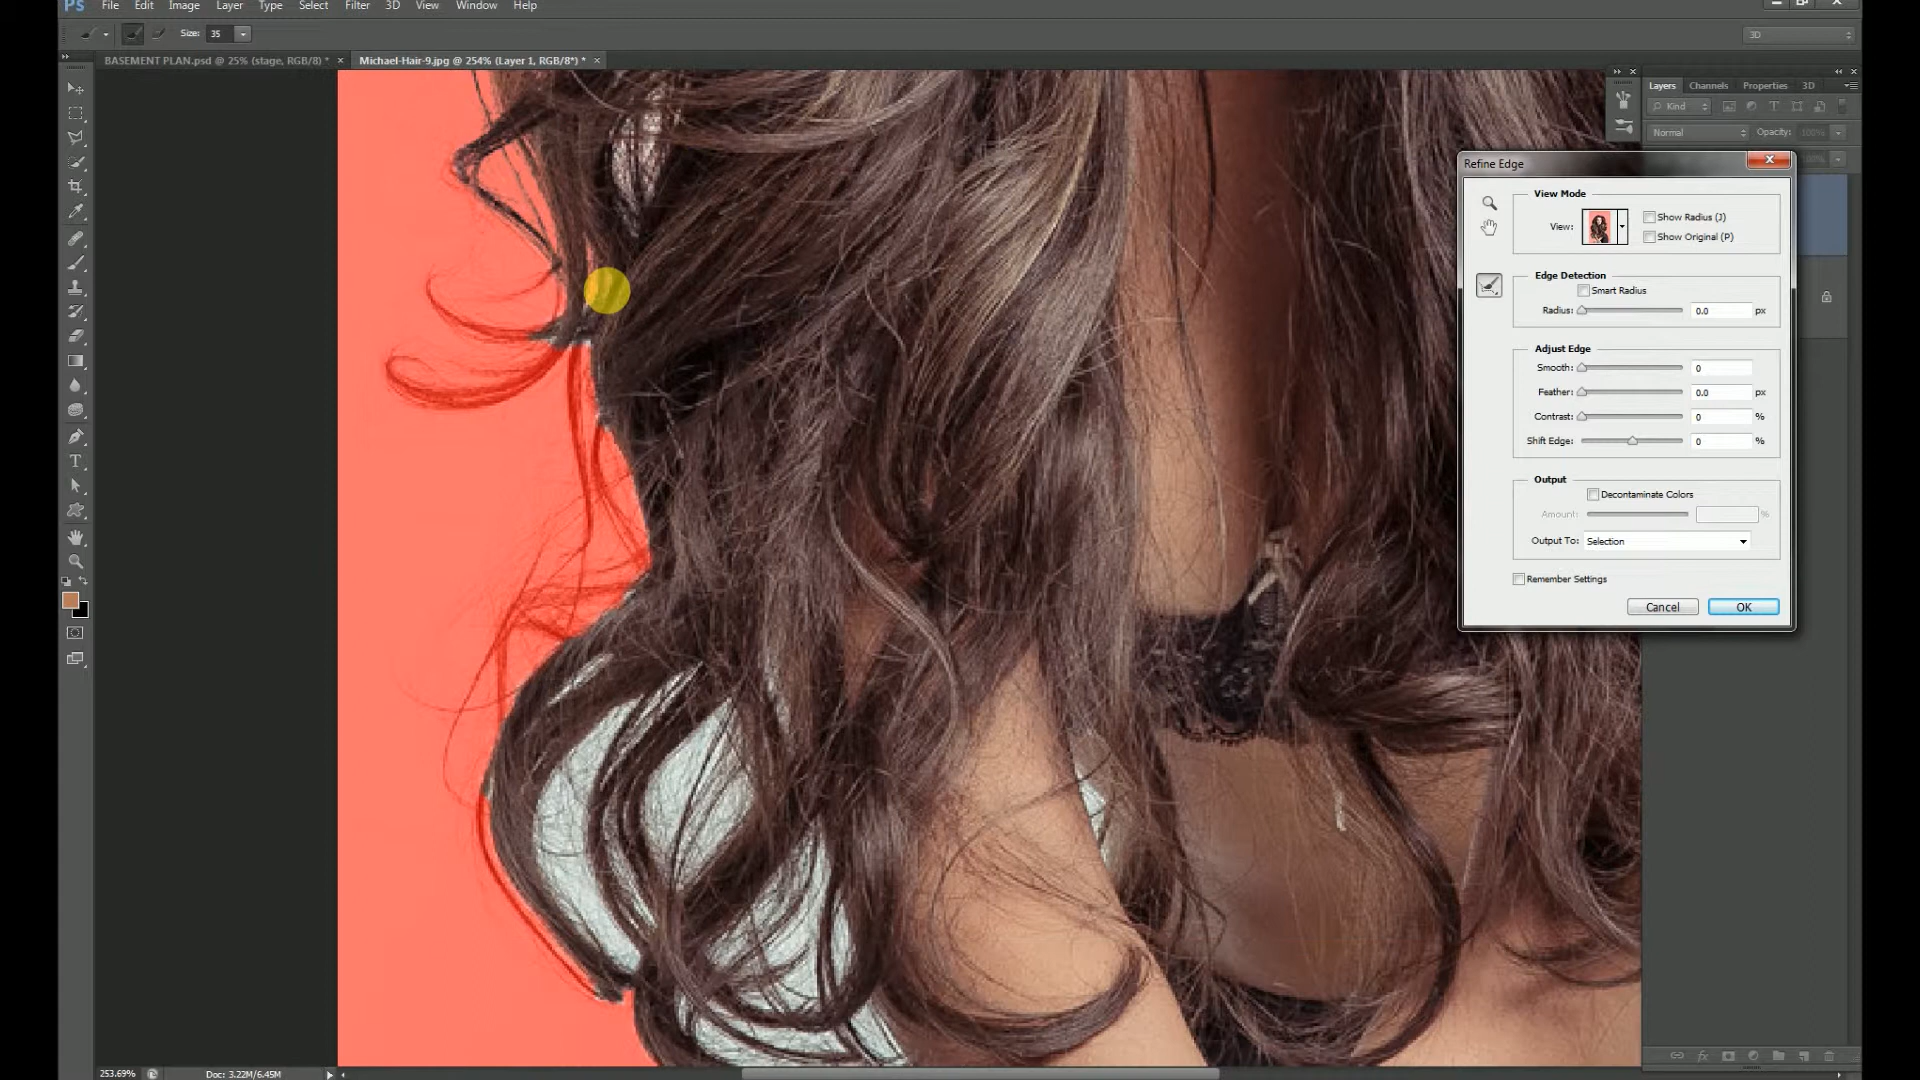 Ps File Edit Image Layer Type Select Filter 3D View Window Help
Size: 35
3D
BASEMENT PLAN.psd @ 25% (stage, RGB/8) * ×
Michael-Hair-9.jpg @ 254% (Layer 1, RGB/8*) * ×
Layers Channels Properties 3D
Kind
Normal Opacity: 100%
Refine Edge
View Mode
View:
Show Radius (J)
Show Original (P)
Edge Detection
Smart Radius
Radius: 0.0 px
Adjust Edge
Smooth: 0
Feather: 0.0 px
Contrast: 0 %
Shift Edge: 0 %
Output
Decontaminate Colors
Amount: %
Output To: Selection
Remember Settings
Cancel OK
253.69% Doc: 3.22M/6.45M